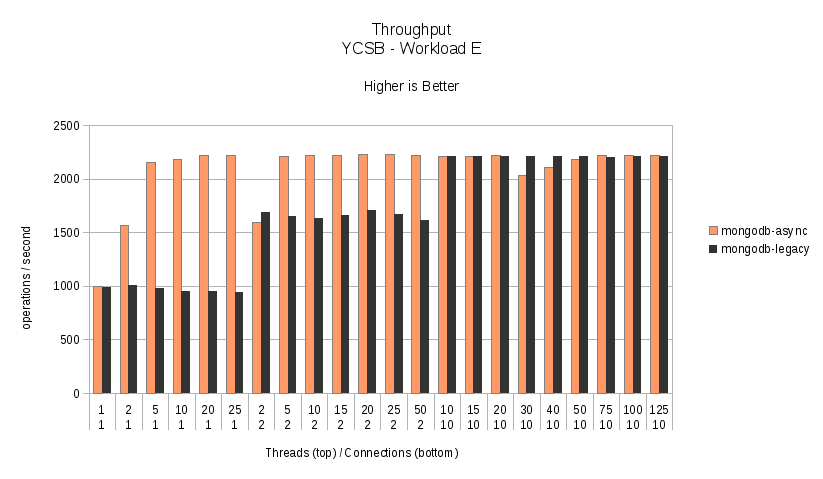 Throughput
YCSB - Workload E
Higher is Better
2500
2000
1500
1000
500
0
operations / second
mongodb-async
mongodb-legacy
1 2 5 10 20 25 2 5 10 15 20 25 50 10 15 20 30 40 50 75 100 125
1 1 1 1 1 1 2 2 2 2 2 2 2 10 10 10 10 10 10 10 10 10
Threads (top) / Connections (bottom)